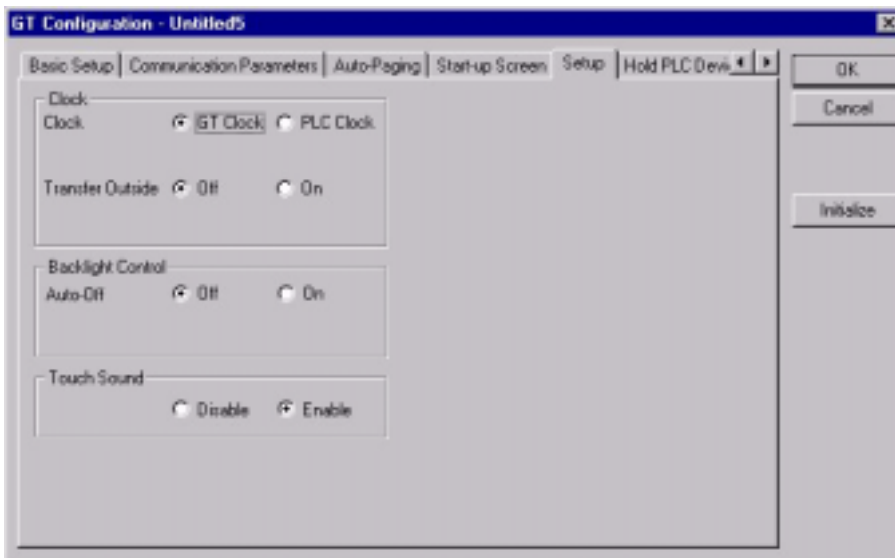 GT Configuration - Untitled5
Basic Setup Communication Parameters Auto-Paging Start-up Screen Setup Hold PLC Devi
OK
Cancel
Initialize
Clock
Clock GT Clock PLC Clock
Transfer Outside Off On
Backlight Control
Auto-Off Off On
Touch Sound
Disable Enable